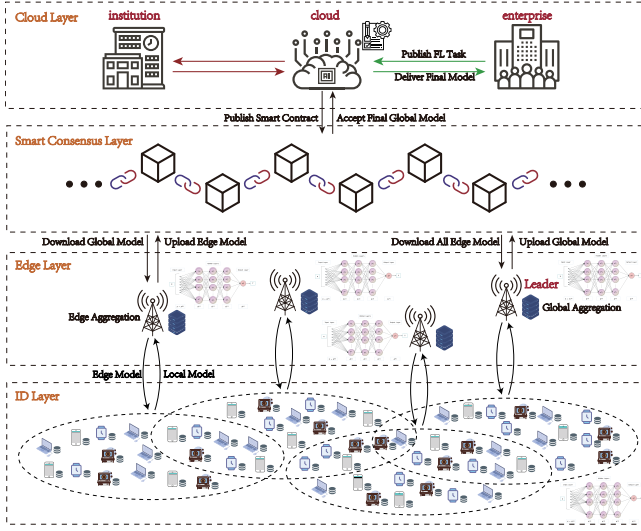 Cloud Layer
institution
cloud
enterprise
Publish FL Task
Deliver Final Model
Publish Smart Contract
Accept Final Global Model
Smart Consensus Layer
Download Global Model
Upload Edge Model
Download All Edge Model
Upload Global Model
Edge Layer
Leader
Edge Aggregation
Global Aggregation
Edge Model
Local Model
ID Layer